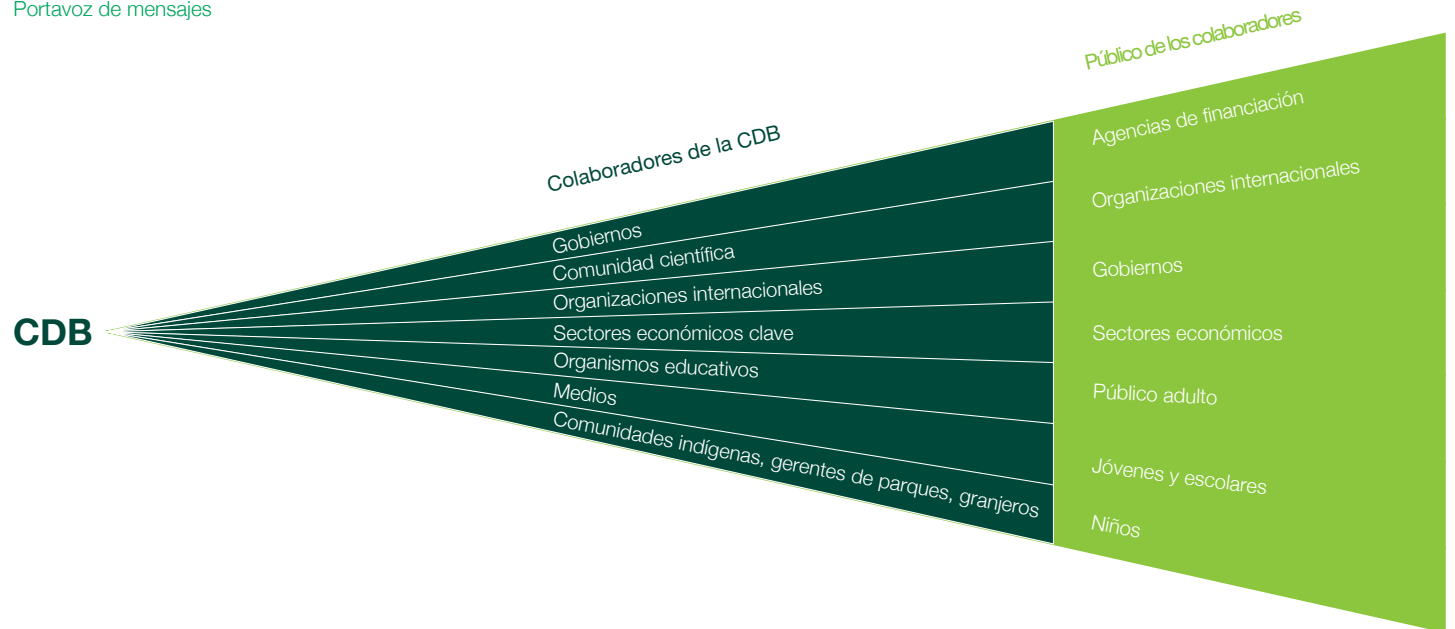 Portavoz de mensajes
CDB
Colaboradores de la CDB
Gobiernos
Comunidad científica
Organizaciones internacionales
Sectores económicos clave
Organismos educativos
Medios
Comunidades indígenas, gerentes de parques, granjeros
Público de los colaboradores
Agencias de financiación
Organizaciones internacionales
Gobiernos
Sectores económicos
Público adulto
Jóvenes y escolares
Niños